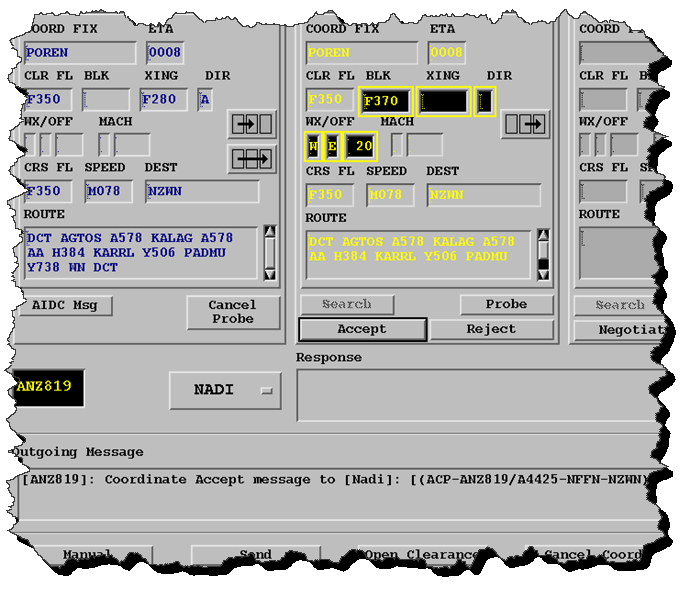 COORD FIX ETA
POREN 0008
CLR FL BLK XING DIR
F350 F280 A
WX/OFF MACH
CRS FL SPEED DEST
F350 M078 NZWN
ROUTE
DCT AGTOS A578 KALAG A578
AA H384 KARRL Y506 PADMU
Y738 WN DCT
AIDC Msg
Cancel
Probe
COORD FIX ETA
POREN 0008
CLR FL BLK XING DIR
F350 F370
WX/OFF MACH
W E 20
CRS FL SPEED DEST
F350 M078 NZWN
ROUTE
DCT AGTOS A578 KALAG A578
AA H384 KARRL Y506 PADMU
Search Probe
Accept Reject
COORD FIX
CLR FL
WX/OFF
CRS FL
ROUTE
Search
Negotiat
ANZ819
NADI
Response
Outgoing Message
[ANZ819]: Coordinate Accept message to [Nadi]: [(ACP-ANZ819/A4425-NFFN-NZWN)
Manual Send Open Clearance Cancel Coord